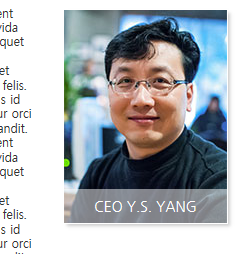 ent
vida
quet
et
felis.
s id
ur orci
andit.
ent
vida
quet
et
felis.
s id
ur orci
CEO Y.S. YANG